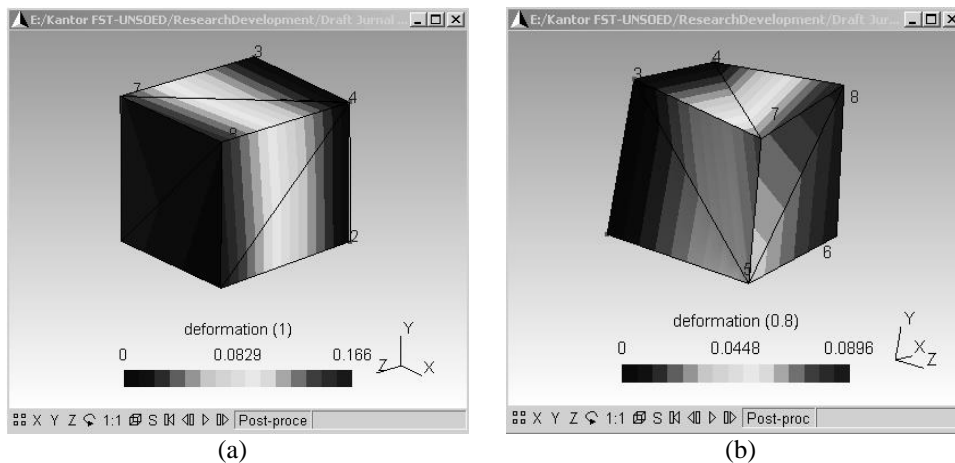 E:/Kantor FST-UNSOED/ResearchDevelopment/Draft Jurnal ...
3
7
4
8
2
deformation (1)
0 0.0829 0.166
Y
Z X
X Y Z 1:1 S Post-proce
(a)
E:/Kantor FST-UNSOED/ResearchDevelopment/Draft Jur...
4
3
8
7
5
6
deformation (0.8)
0 0.0448 0.0896
Y
X
Z
X Y Z 1:1 S Post-proc
(b)